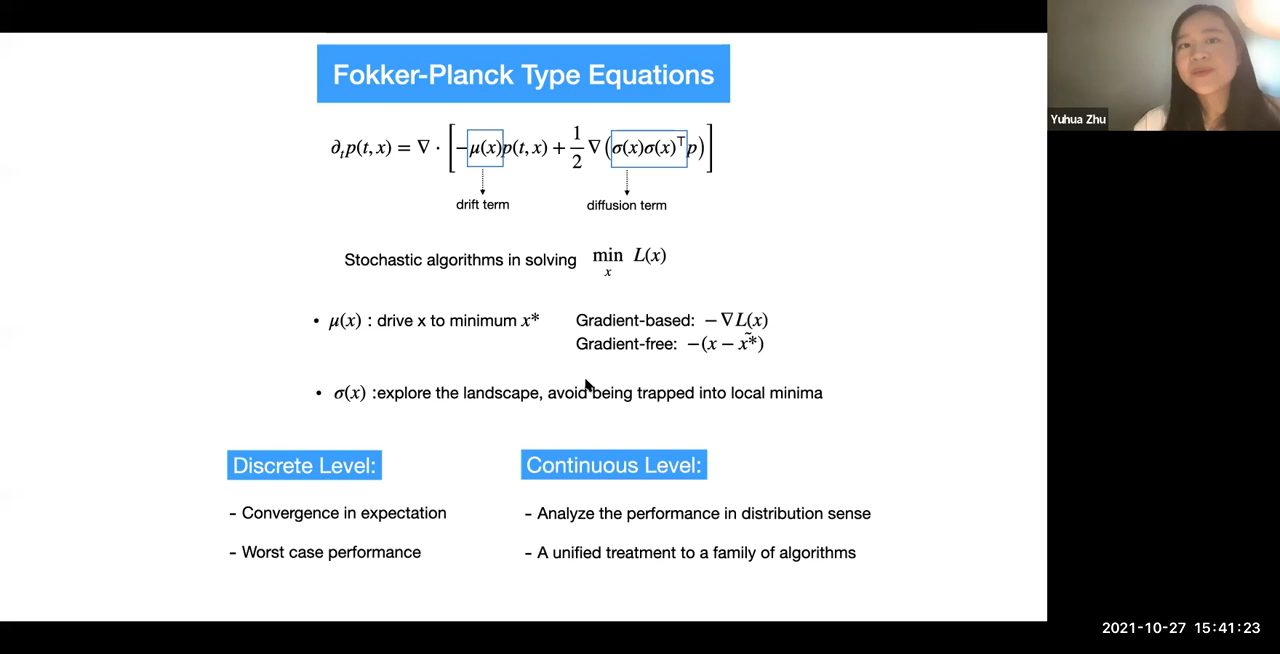 Fokker-Planck Type Equations
∂ₜp(t, x) = ∇ · [−μ(x)p(t, x) + 1/2 ∇(σ(x)σ(x)⊤p)]
drift term
diffusion term
Stochastic algorithms in solving min_x L(x)
• μ(x) : drive x to minimum x*
Gradient-based: −∇L(x)
Gradient-free: −(x − x̃*)
• σ(x) :explore the landscape, avoid being trapped into local minima
Discrete Level:
- Convergence in expectation
- Worst case performance
Continuous Level:
- Analyze the performance in distribution sense
- A unified treatment to a family of algorithms
Yuhua Zhu
2021-10-27 15:41:23